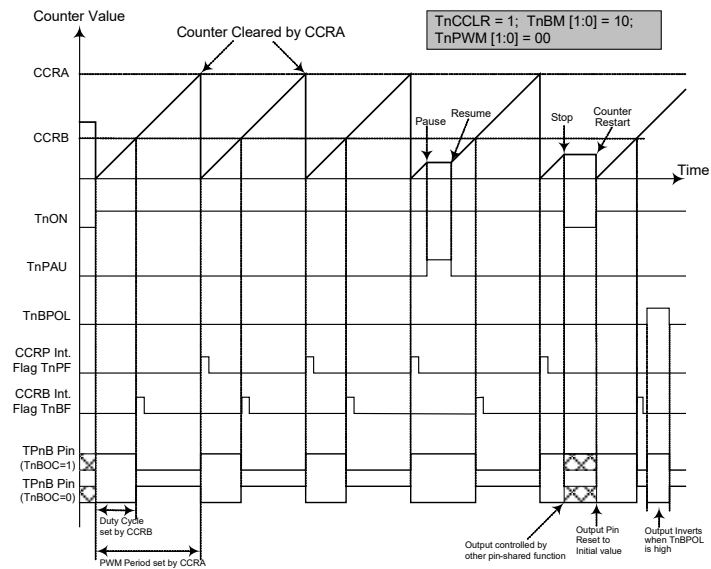 Counter Value
Counter Cleared by CCRA
TnCCLR = 1; TnBM [1:0] = 10;
TnPWM [1:0] = 00
CCRA
Pause
Resume
Stop
Counter
Restart
CCRB
Time
TnON
TnPAU
TnBPOL
CCRP Int.
Flag TnPF
CCRB Int.
Flag TnBF
TPnB Pin
(TnBOC=1)
TPnB Pin
(TnBOC=0)
Duty Cycle
set by CCRB
PWM Period set by CCRA
Output controlled by
other pin-shared function
Output Pin
Reset to
Initial value
Output Inverts
when TnBPOL
is high